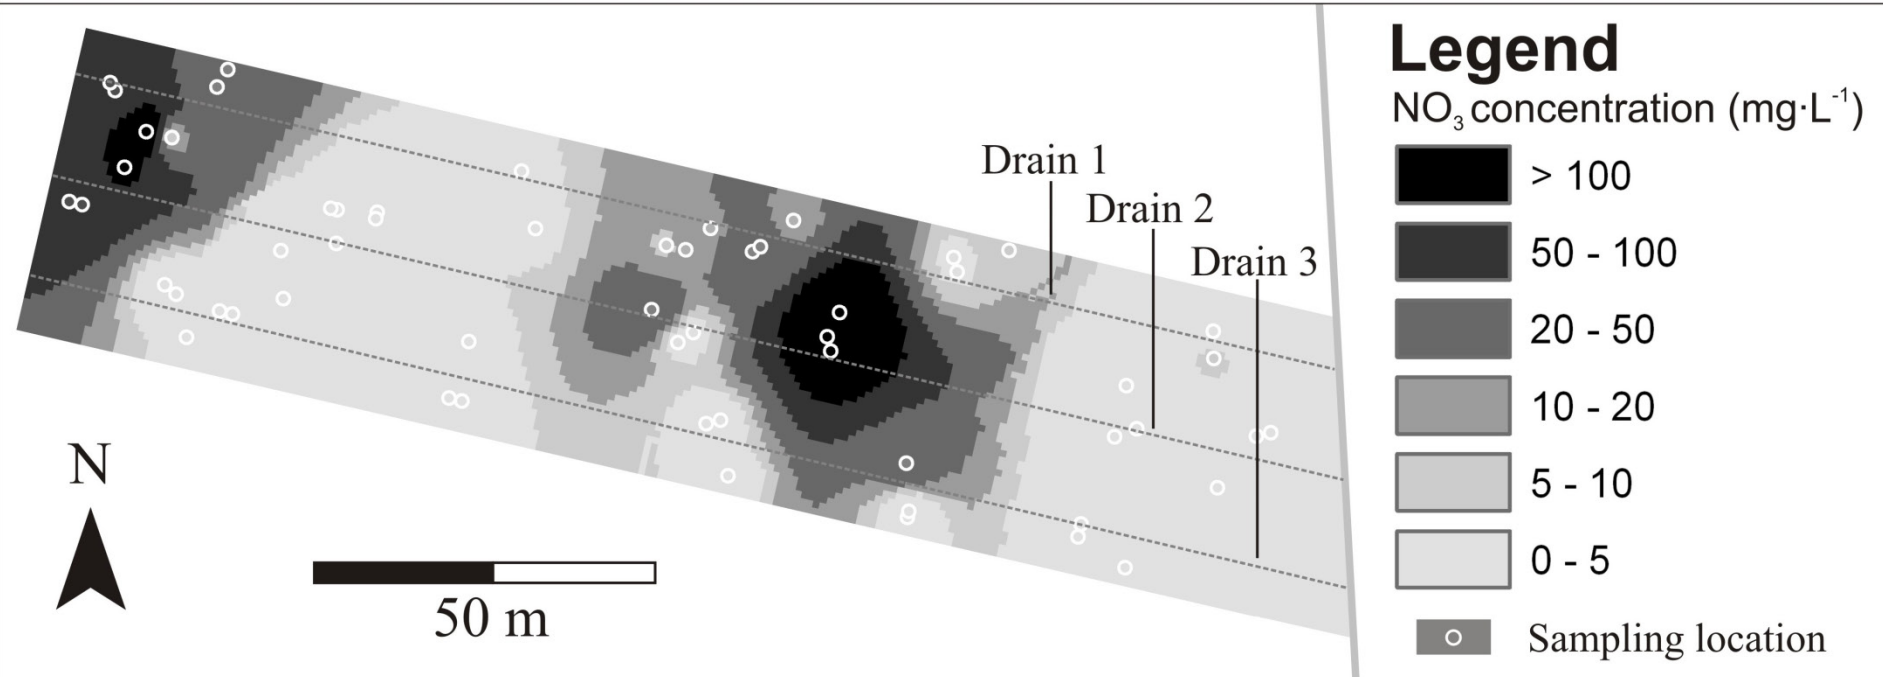 Legend
NO₃ concentration (mg·L⁻¹)
> 100
50 - 100
20 - 50
10 - 20
5 - 10
0 - 5
Sampling location
Drain 1
Drain 2
Drain 3
N
50 m